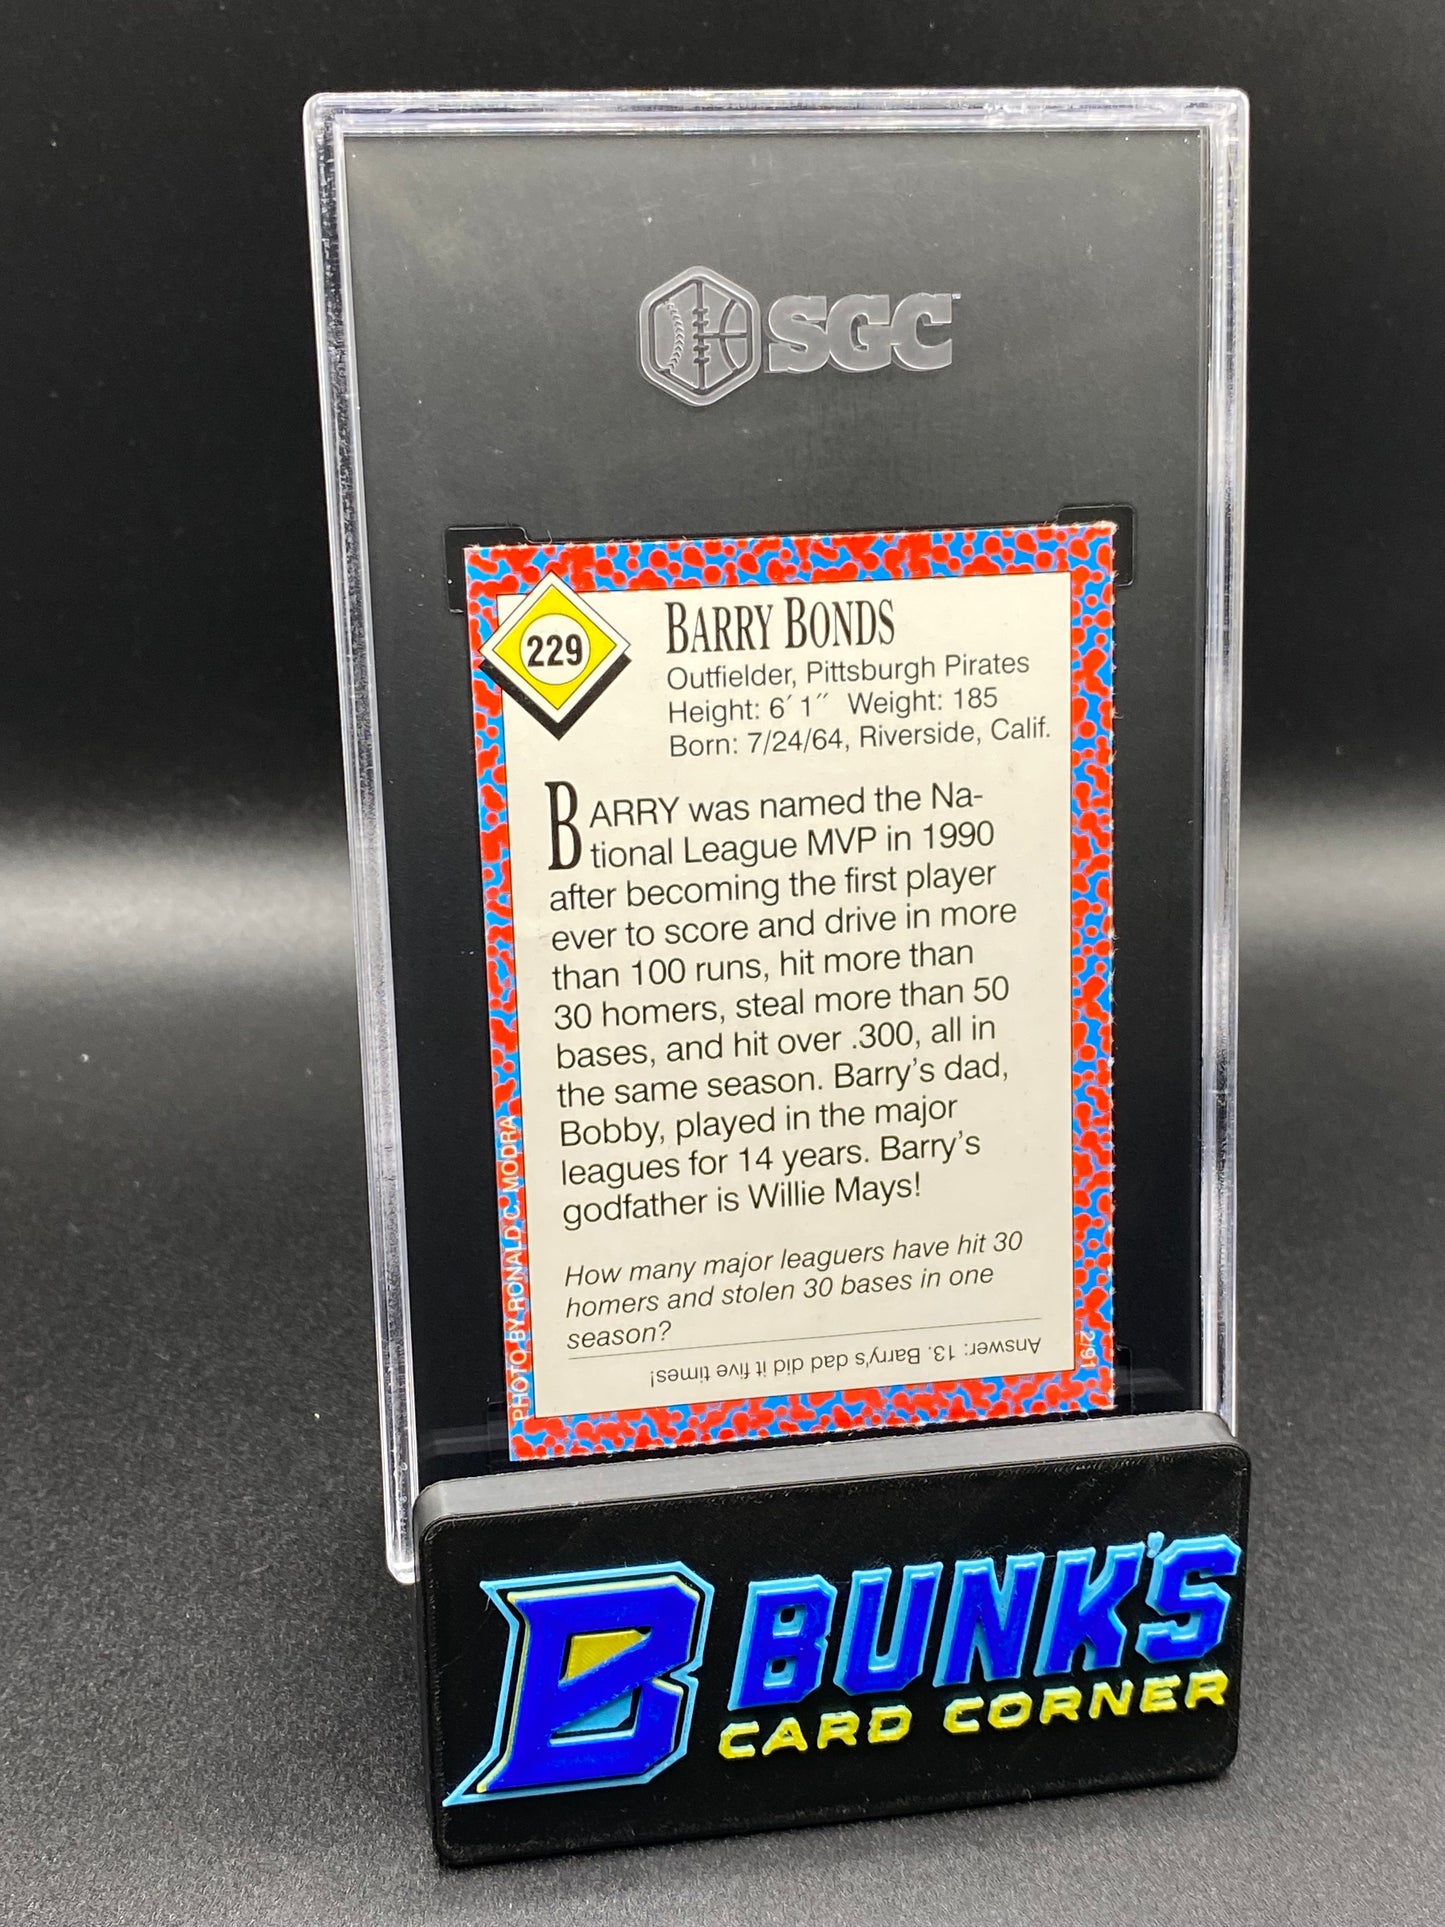 SGC
229
BARRY BONDS
Outfielder, Pittsburgh Pirates
Height: 6´ 1˝ Weight: 185
Born: 7/24/64, Riverside, Calif.
BARRY was named the Na-
tional League MVP in 1990
after becoming the first player
ever to score and drive in more
than 100 runs, hit more than
30 homers, steal more than 50
bases, and hit over .300, all in
the same season. Barry's dad,
Bobby, played in the major
leagues for 14 years. Barry's
godfather is Willie Mays!
How many major leaguers have hit 30
homers and stolen 30 bases in one
season?
Answer: 13. Barry's dad did it five times!
PHOTO BY RONALD C. MODRA
2/91
B
BUNK'S
CARD CORNER